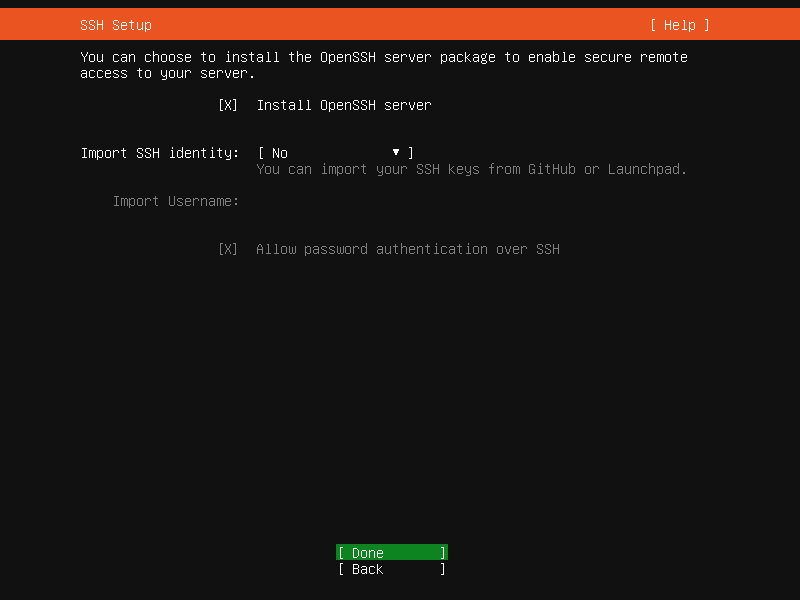 SSH Setup [ Help ]
You can choose to install the OpenSSH server package to enable secure remote
access to your server.
[X] Install OpenSSH server
Import SSH identity: [ No ▾ ]
You can import your SSH keys from GitHub or Launchpad.
Import Username:
[X] Allow password authentication over SSH
[ Done ]
[ Back ]